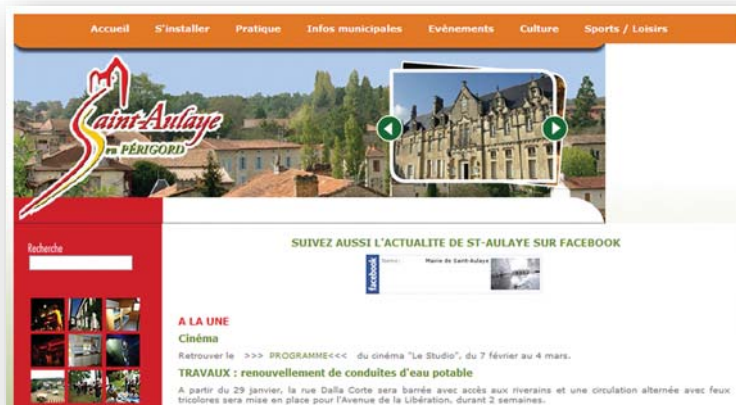 Accueil S'installer Pratique Infos municipales Evènements Culture Sports / Loisirs
Saint-Aulaye
en PÉRIGORD
Recherche
SUIVEZ AUSSI L'ACTUALITE DE ST-AULAYE SUR FACEBOOK
facebook
Name: Mairie de Saint-Aulaye
A LA UNE
Cinéma
Retrouver le >>> PROGRAMME<<< du cinéma "Le Studio", du 7 février au 4 mars.
TRAVAUX : renouvellement de conduites d'eau potable
A partir du 29 janvier, la rue Dalla Corte sera barrée avec accès aux riverains et une circulation alternée avec feux
tricolores sera mise en place pour l'Avenue de la Libération, durant 2 semaines.